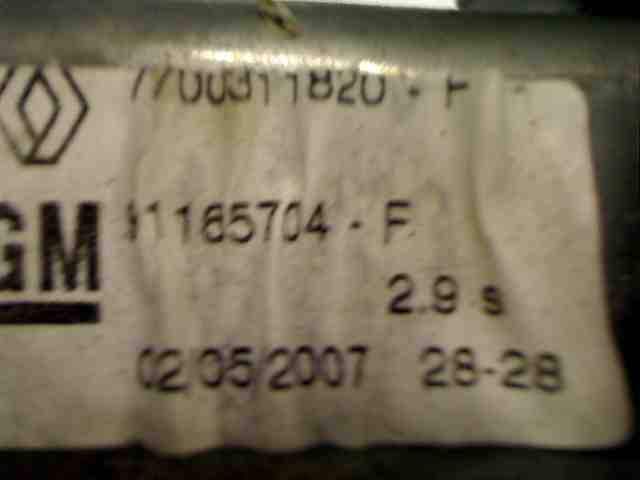 7700311820 - F
GM
91165704 - F
2.9 s
02/05/2007 28-28